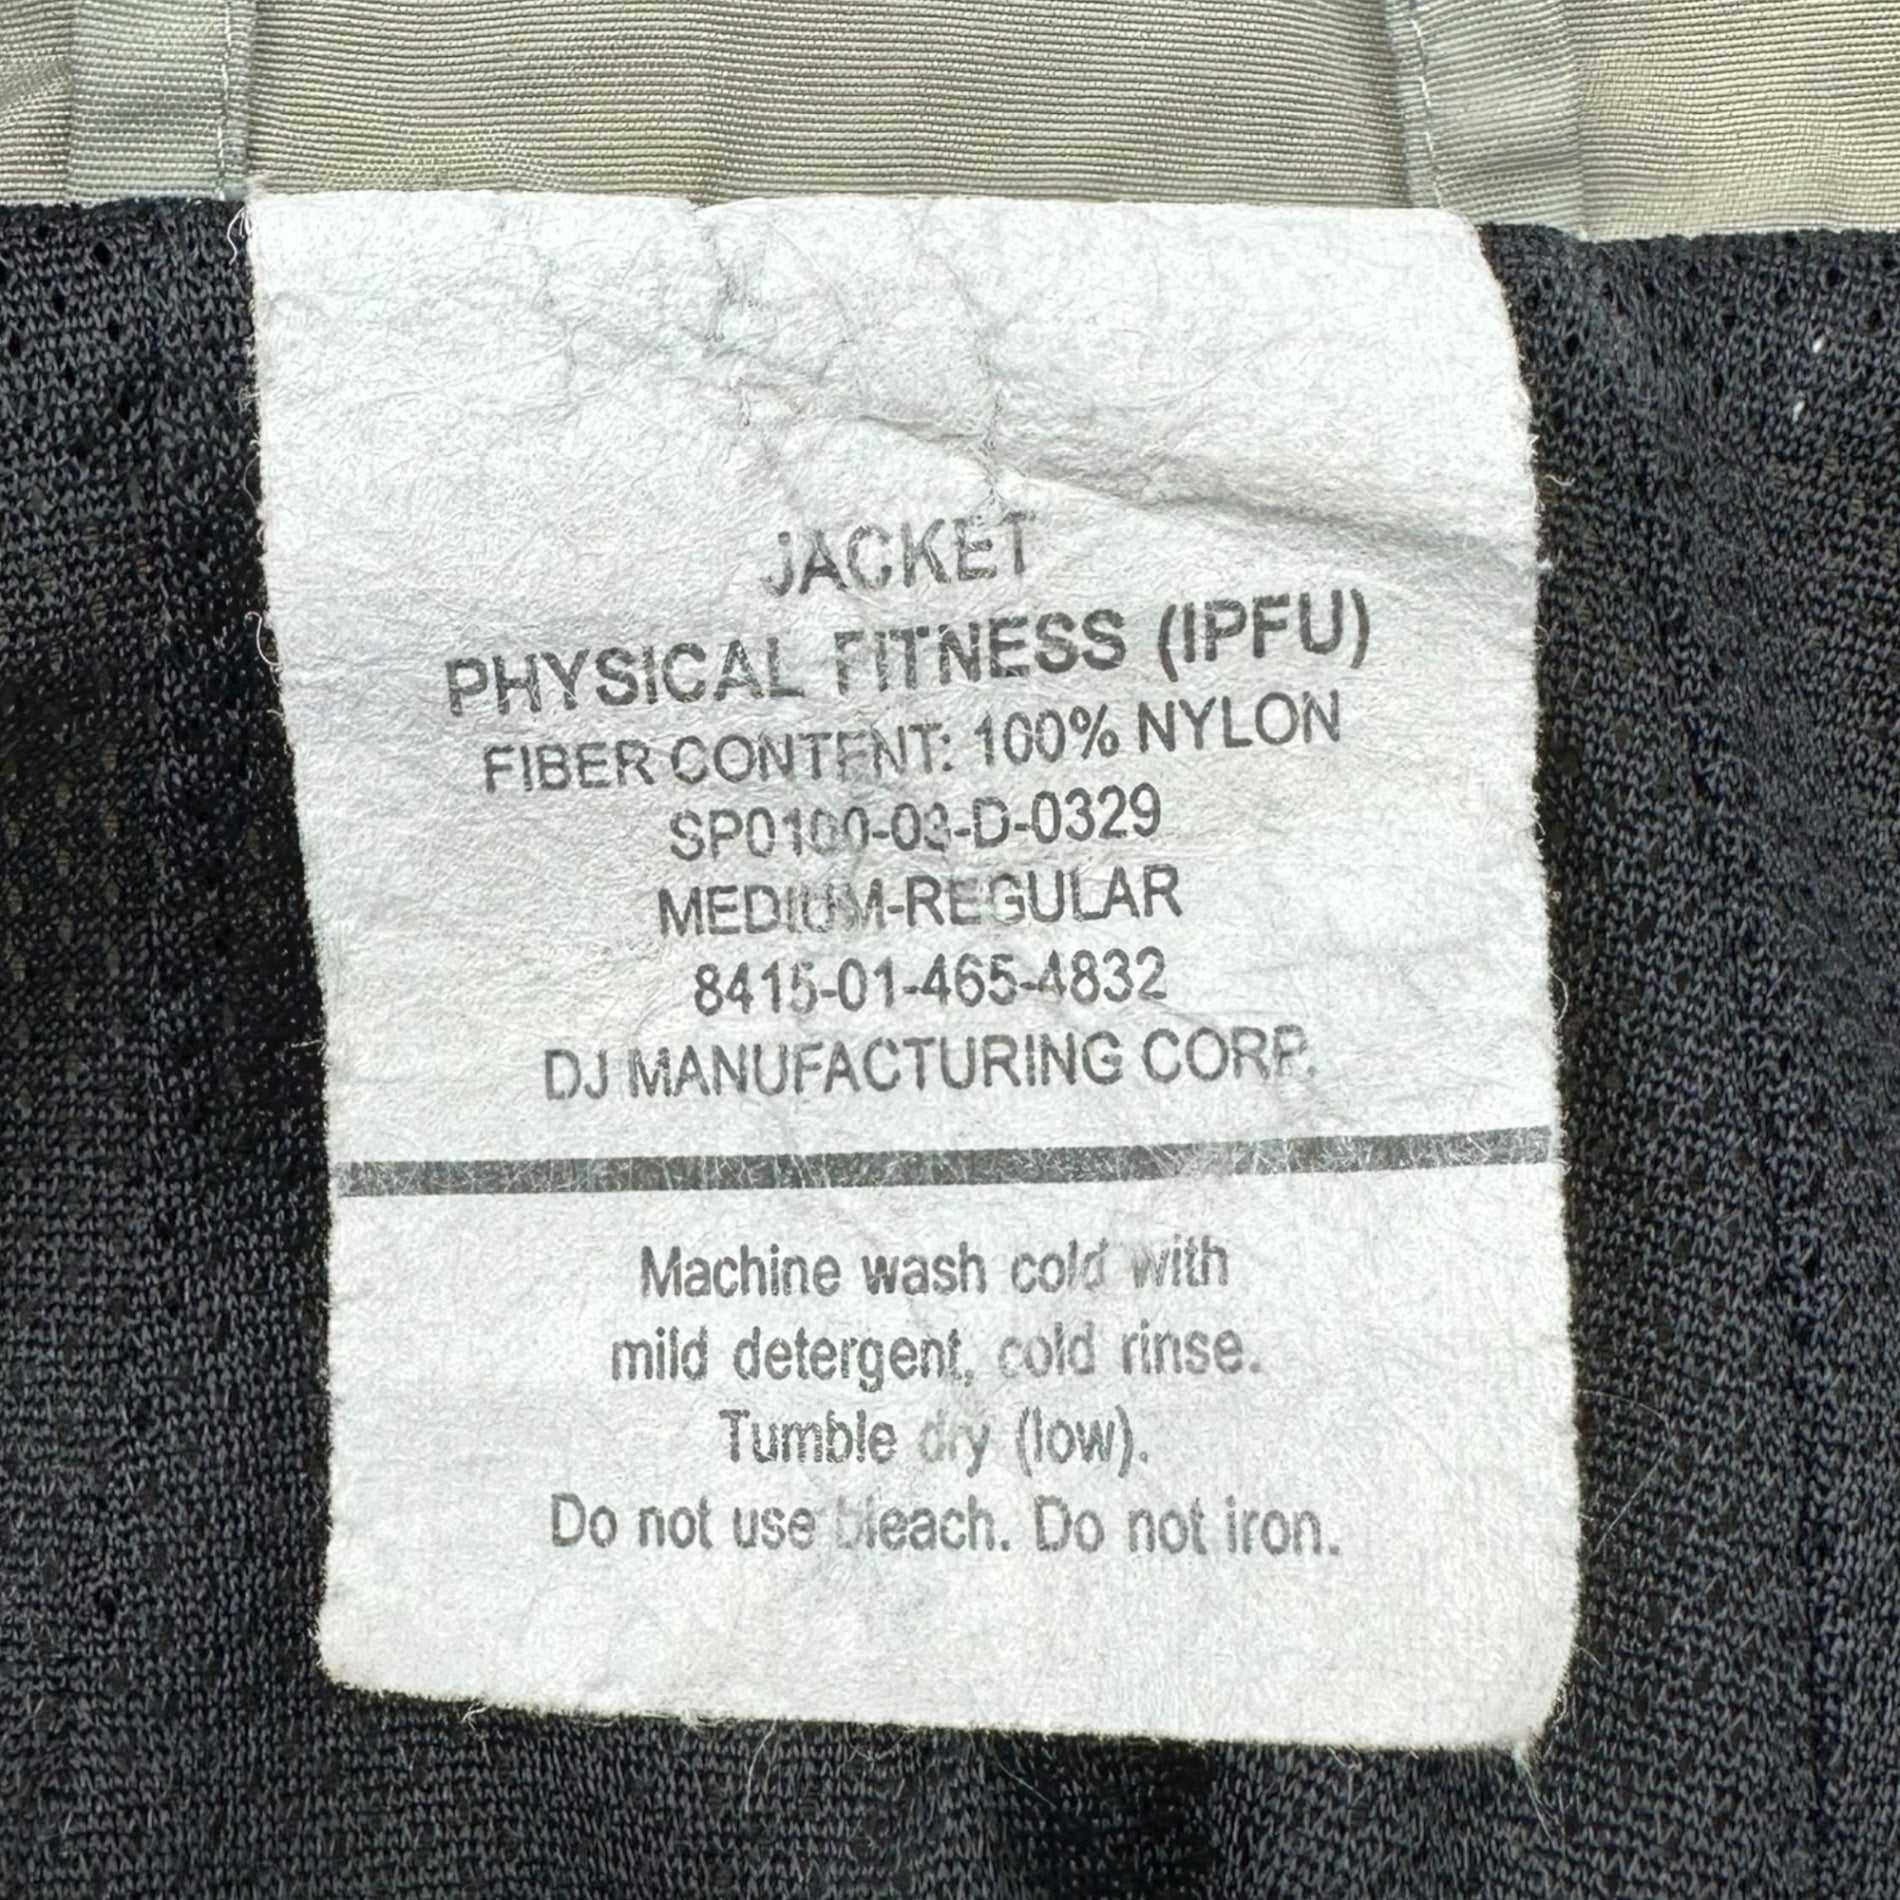 JACKET
PHYSICAL FITNESS (IPFU)
FIBER CONTENT: 100% NYLON
SP0100-03-D-0329
MEDIUM-REGULAR
8415-01-465-4832
DJ MANUFACTURING CORP.
Machine wash cold with
mild detergent, cold rinse.
Tumble dry (low).
Do not use bleach. Do not iron.